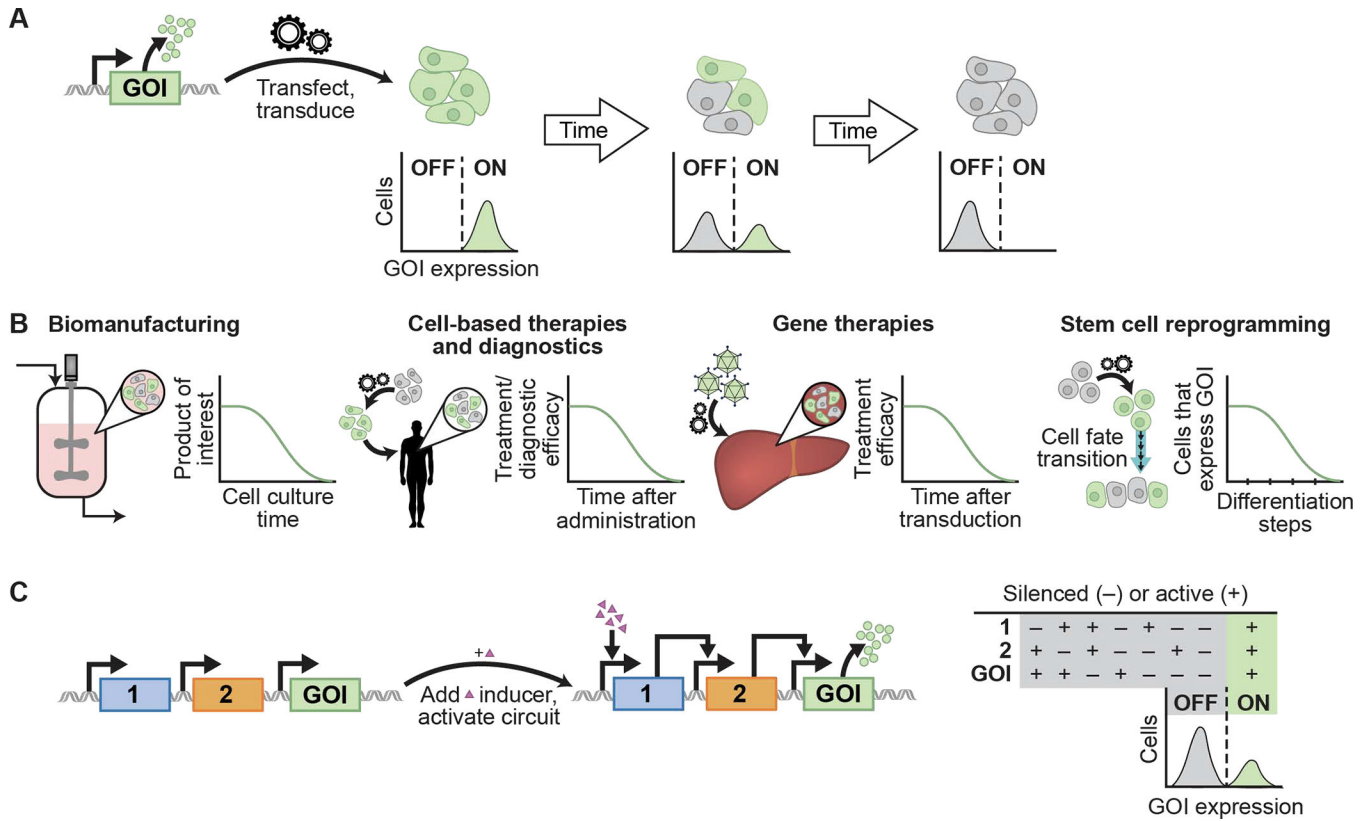 A
GOI
Transfect,
transduce
Time
Time
OFF ON
Cells
GOI expression
OFF ON
OFF ON
B
Biomanufacturing
Product of
interest
Cell culture
time
Cell-based therapies
and diagnostics
Treatment/
diagnostic
efficacy
Time after
administration
Gene therapies
Treatment
efficacy
Time after
transduction
Stem cell reprogramming
Cell fate
transition
Cells that
express GOI
Differentiation
steps
C
1 2 GOI
+
Add inducer,
activate circuit
1 2 GOI
Silenced (–) or active (+)
1 – + + – + – – +
2 + – + – – + – +
GOI + + – + – – – +
OFF ON
Cells
GOI expression